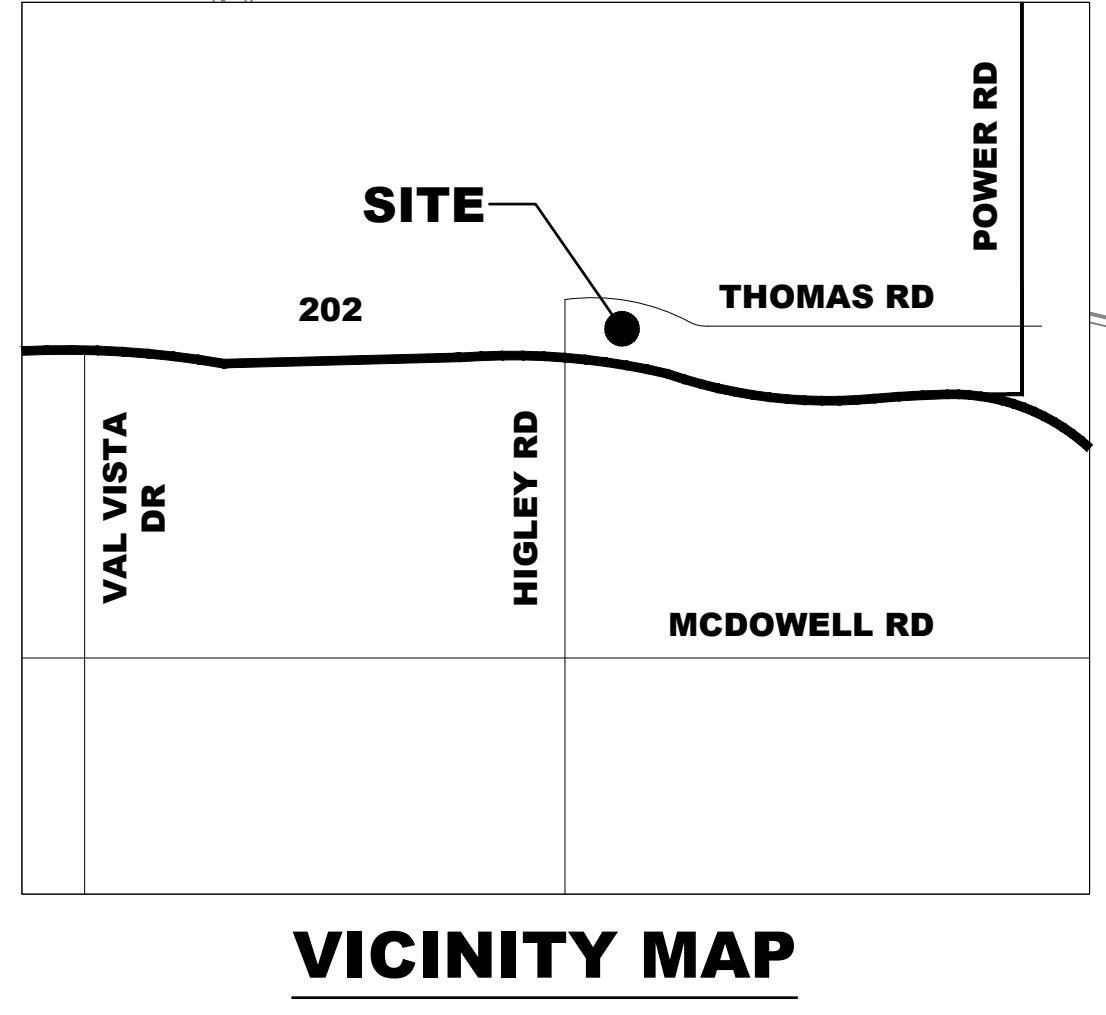 POWER RD
SITE
THOMAS RD
202
VAL VISTA
DR
HIGLEY RD
MCDOWELL RD
VICINITY MAP